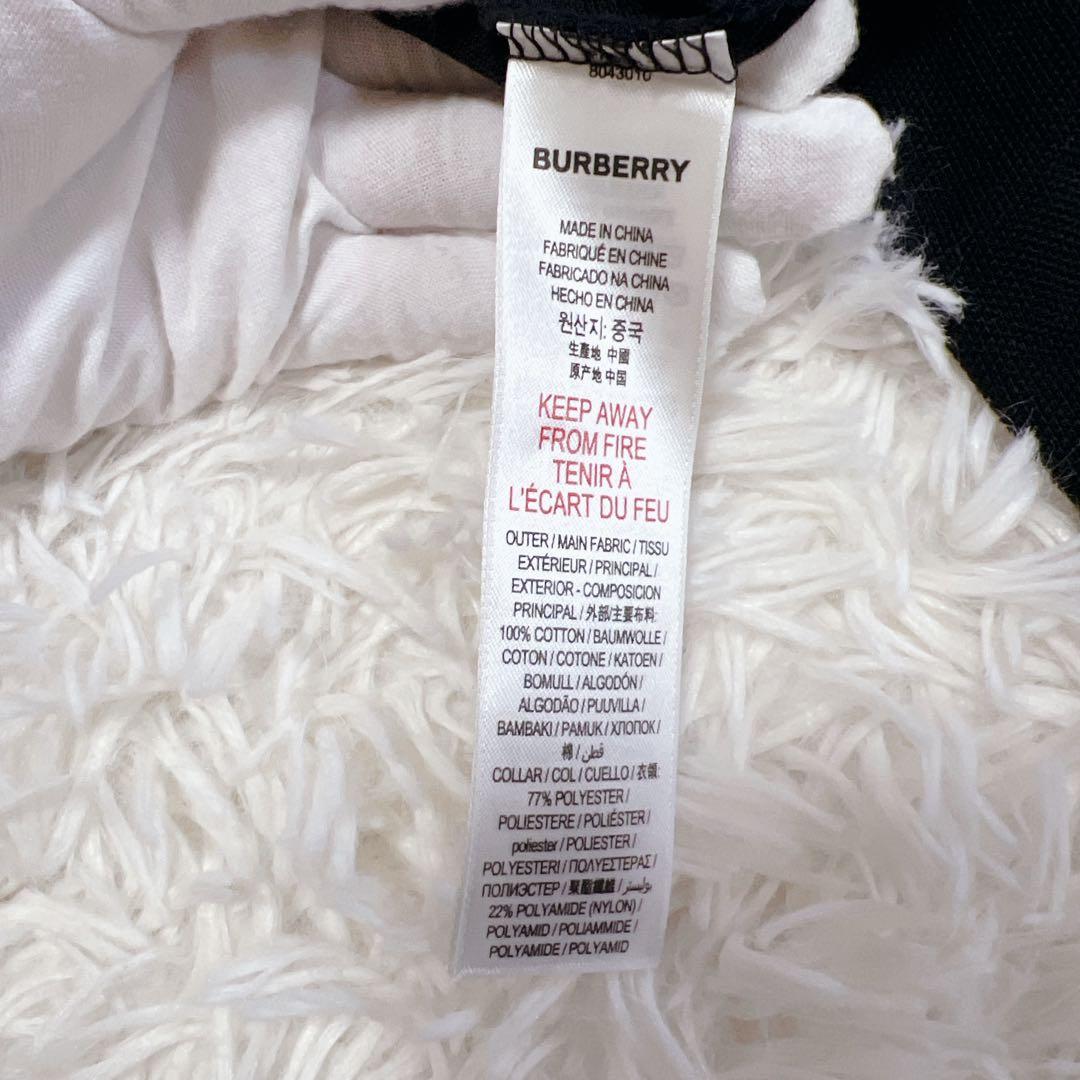 8043010
BURBERRY
MADE IN CHINA
FABRIQUÉ EN CHINE
FABRICADO NA CHINA
HECHO EN CHINA
원산지: 중국
生產地 中國
原产地 中国
KEEP AWAY
FROM FIRE
TENIR À
L'ÉCART DU FEU
OUTER / MAIN FABRIC / TISSU
EXTÉRIEUR / PRINCIPAL /
EXTERIOR - COMPOSICION
PRINCIPAL / 外部/主要布料:
100% COTTON / BAUMWOLLE /
COTON / COTONE / KATOEN /
BOMULL / ALGODÓN /
ALGODÃO / PUUVILLA /
BAMBAKI / PAMUK / ХЛОПОК /
棉 / قطن
COLLAR / COL / CUELLO / 衣領:
77% POLYESTER /
POLIESTERE / POLIÉSTER /
poliester / POLIESTER /
POLYESTERI / ΠΟΛΥΕΣΤΕΡΑΣ /
ПОЛИЭСТЕР / 聚酯纖維 / بوليستر /
22% POLYAMIDE (NYLON) /
POLYAMID / POLIAMMIDE /
POLYAMIDE / POLYAMID